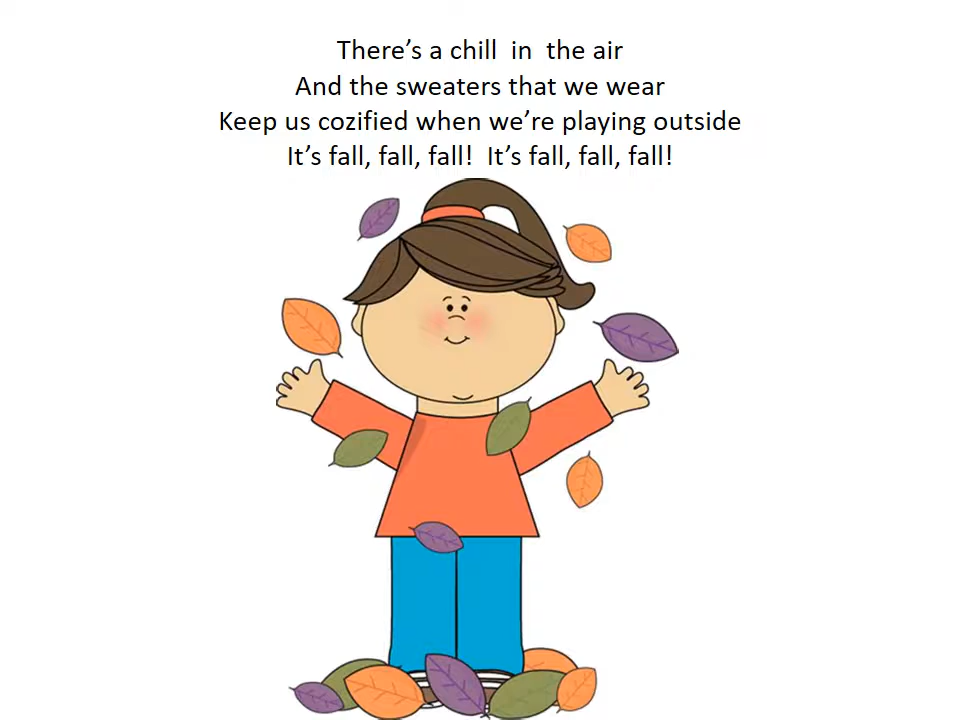 There’s a chill in the air
And the sweaters that we wear
Keep us cozified when we’re playing outside
It’s fall, fall, fall! It’s fall, fall, fall!